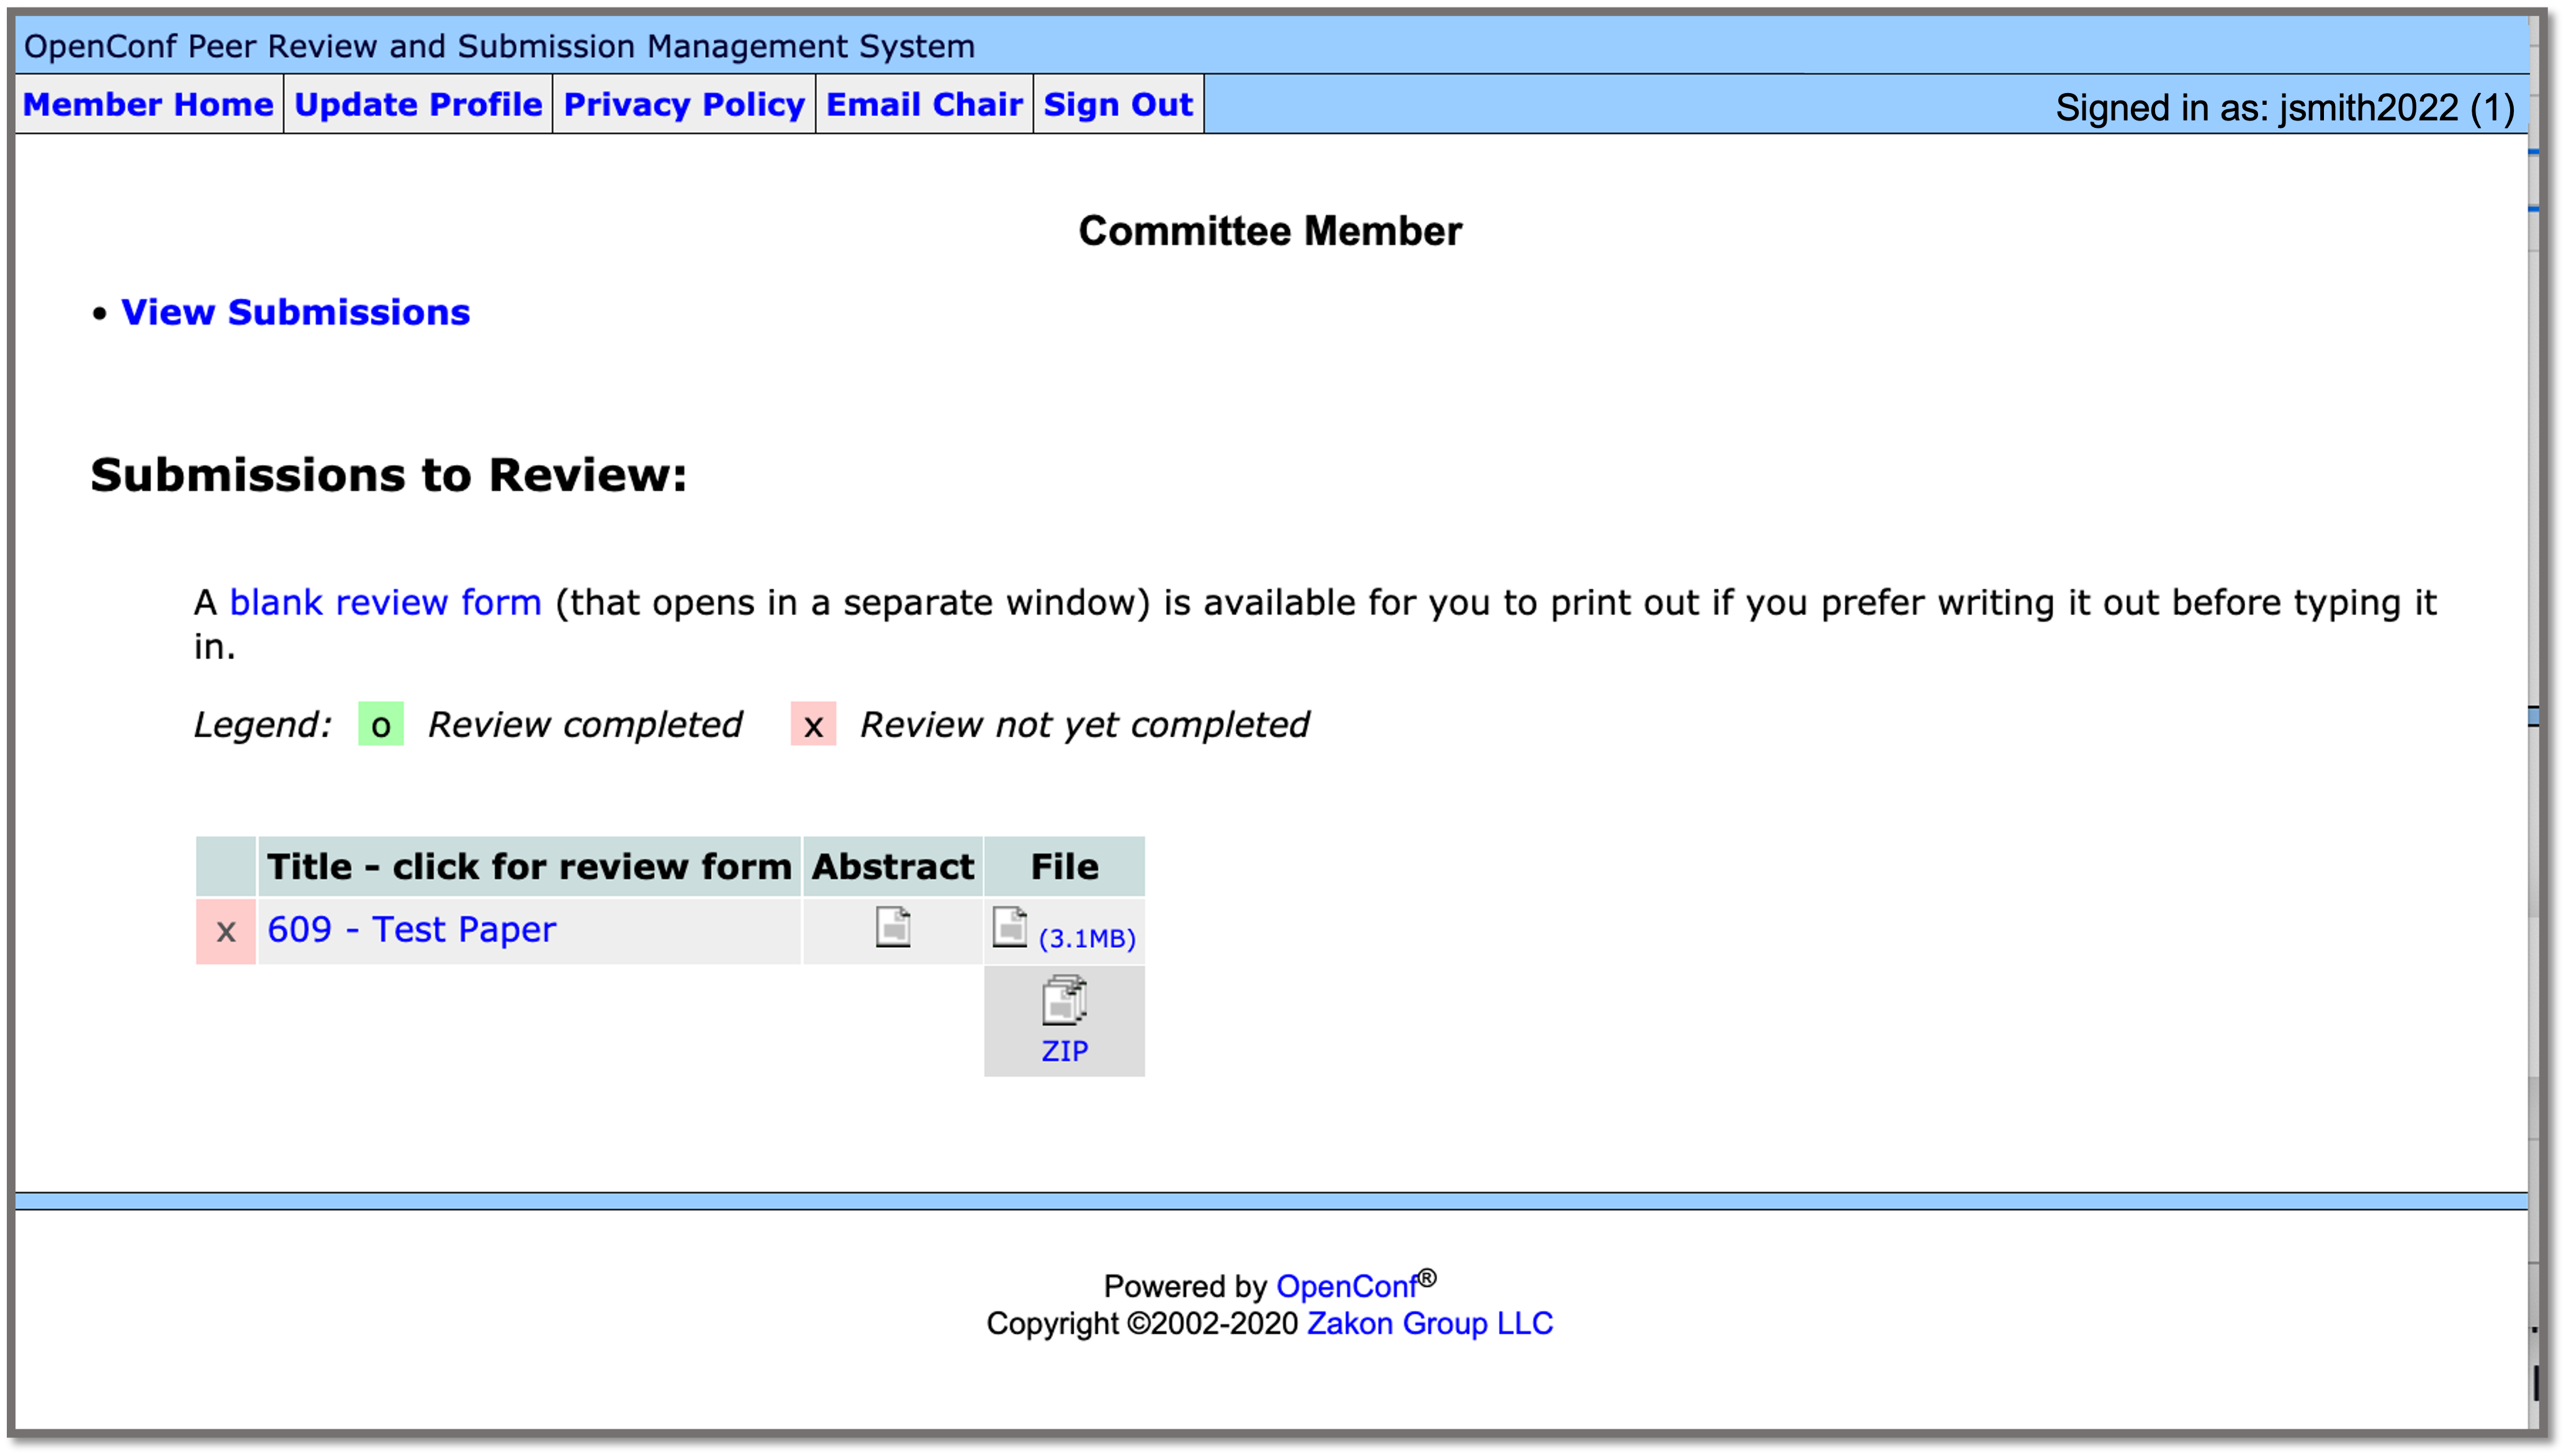 OpenConf Peer Review and Submission Management System
Member Home Update Profile Privacy Policy Email Chair Sign Out Signed in as: jsmith2022 (1)
Committee Member
• View Submissions
Submissions to Review:
A blank review form (that opens in a separate window) is available for you to print out if you prefer writing it out before typing it
in.
Legend: o Review completed x Review not yet completed
Title - click for review form Abstract File
x 609 - Test Paper (3.1MB)
ZIP
Powered by OpenConf®
Copyright ©2002-2020 Zakon Group LLC